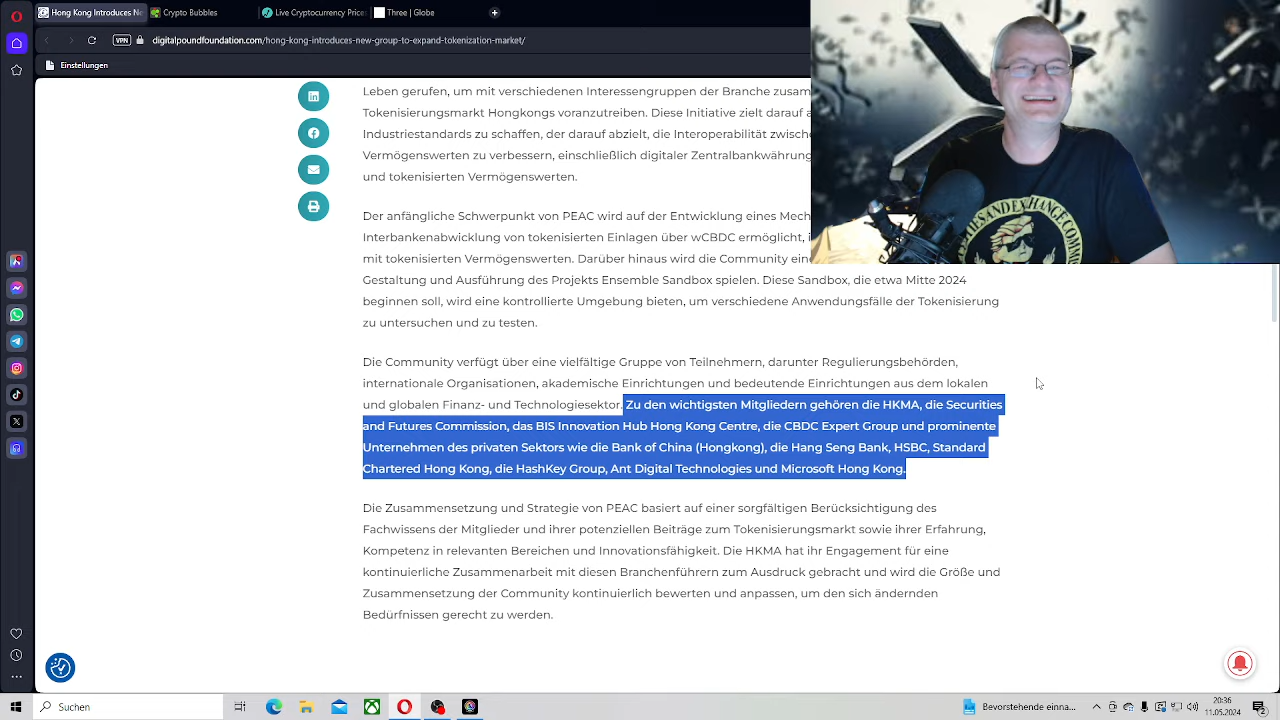 Hong Kong Introduces Ne
Crypto Bubbles
Live Cryptocurrency Price
Three | Globe
VPN
digitalpoundfoundation.com/hong-kong-introduces-new-group-to-expand-tokenization-market/
Einstellungen
Leben gerufen, um mit verschiedenen Interessengruppen der Branche zusam
Tokenisierungsmarkt Hongkongs voranzutreiben. Diese Initiative zielt darauf a
Industriestandards zu schaffen, der darauf abzielt, die Interoperabilität zwische
Vermögenswerten zu verbessern, einschließlich digitaler Zentralbankwährung
und tokenisierten Vermögenswerten.
Der anfängliche Schwerpunkt von PEAC wird auf der Entwicklung eines Mech
Interbankenabwicklung von tokenisierten Einlagen über wCBDC ermöglicht, i
mit tokenisierten Vermögenswerten. Darüber hinaus wird die Community eine
Gestaltung und Ausführung des Projekts Ensemble Sandbox spielen. Diese Sandbox, die etwa Mitte 2024
beginnen soll, wird eine kontrollierte Umgebung bieten, um verschiedene Anwendungsfälle der Tokenisierung
zu untersuchen und zu testen.
Die Community verfügt über eine vielfältige Gruppe von Teilnehmern, darunter Regulierungsbehörden,
internationale Organisationen, akademische Einrichtungen und bedeutende Einrichtungen aus dem lokalen
und globalen Finanz- und Technologiesektor. Zu den wichtigsten Mitgliedern gehören die HKMA, die Securities
and Futures Commission, das BIS Innovation Hub Hong Kong Centre, die CBDC Expert Group und prominente
Unternehmen des privaten Sektors wie die Bank of China (Hongkong), die Hang Seng Bank, HSBC, Standard
Chartered Hong Kong, die HashKey Group, Ant Digital Technologies und Microsoft Hong Kong.
Die Zusammensetzung und Strategie von PEAC basiert auf einer sorgfältigen Berücksichtigung des
Fachwissens der Mitglieder und ihrer potenziellen Beiträge zum Tokenisierungsmarkt sowie ihrer Erfahrung,
Kompetenz in relevanten Bereichen und Innovationsfähigkeit. Die HKMA hat ihr Engagement für eine
kontinuierliche Zusammenarbeit mit diesen Branchenführern zum Ausdruck gebracht und wird die Größe und
Zusammensetzung der Community kontinuierlich bewerten und anpassen, um den sich ändernden
Bedürfnissen gerecht zu werden.
Suchen
Bevorstehende einna...
20:36
11.05.2024
2